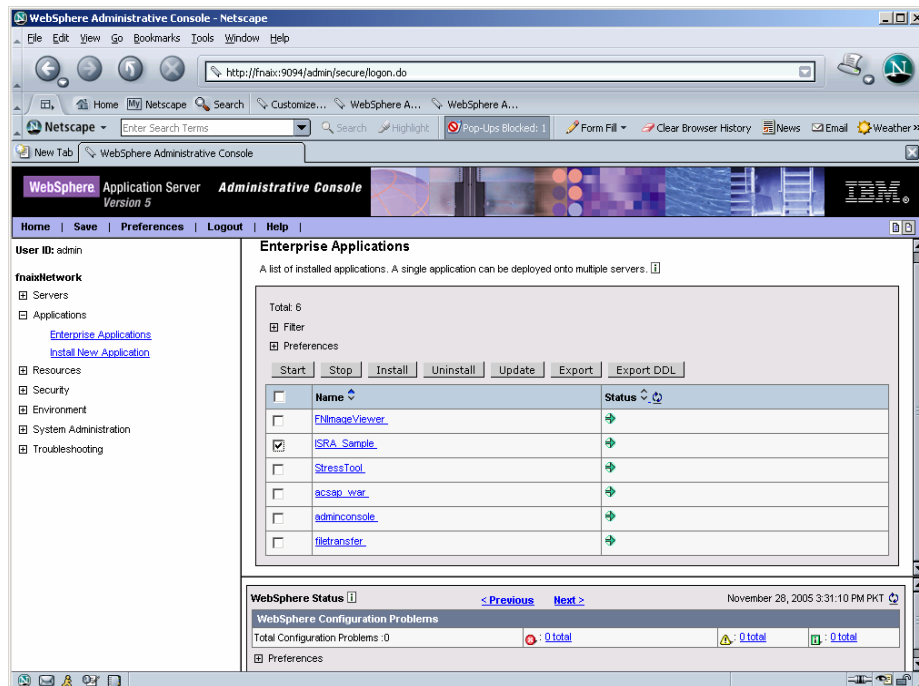 WebSphere Administrative Console - Netscape
File Edit View Go Bookmarks Tools Window Help
http://fnaix:9094/admin/secure/logon.do
Home My Netscape Search Customize... WebSphere A... WebSphere A...
Netscape Enter Search Terms Search Highlight Pop-Ups Blocked: 1 Form Fill Clear Browser History News Email Weather
New Tab WebSphere Administrative Console
WebSphere Application Server Administrative Console
Version 5
IBM
Home | Save | Preferences | Logout | Help |
User ID: admin
fnaixNetwork
Servers
Applications
Enterprise Applications
Install New Application
Resources
Security
Environment
System Administration
Troubleshooting
Enterprise Applications
A list of installed applications. A single application can be deployed onto multiple servers.
Total: 6
Filter
Preferences
Start Stop Install Uninstall Update Export Export DDL
Name Status
FNImageViewer
ISRA_Sample
StressTool
acsap_war
adminconsole
filetransfer
WebSphere Status < Previous Next > November 28, 2005 3:31:10 PM PKT
WebSphere Configuration Problems
Total Configuration Problems :0 : 0 total : 0 total : 0 total
Preferences